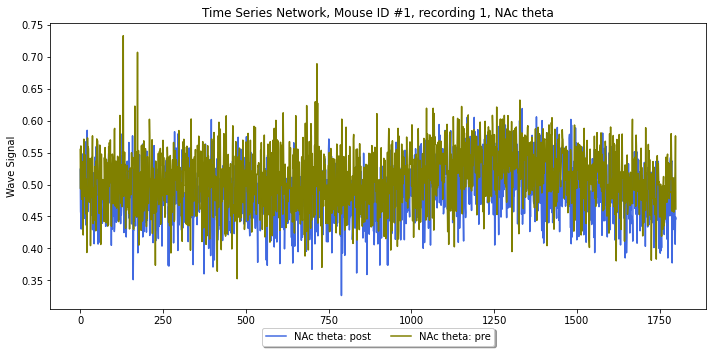 Time Series Network, Mouse ID #1, recording 1, NAc theta
0.75
0.70
0.65
0.60
0.55
0.50
0.45
0.40
0.35
Wave Signal
0 250 500 750 1000 1250 1500 1750
NAc theta: post NAc theta: pre